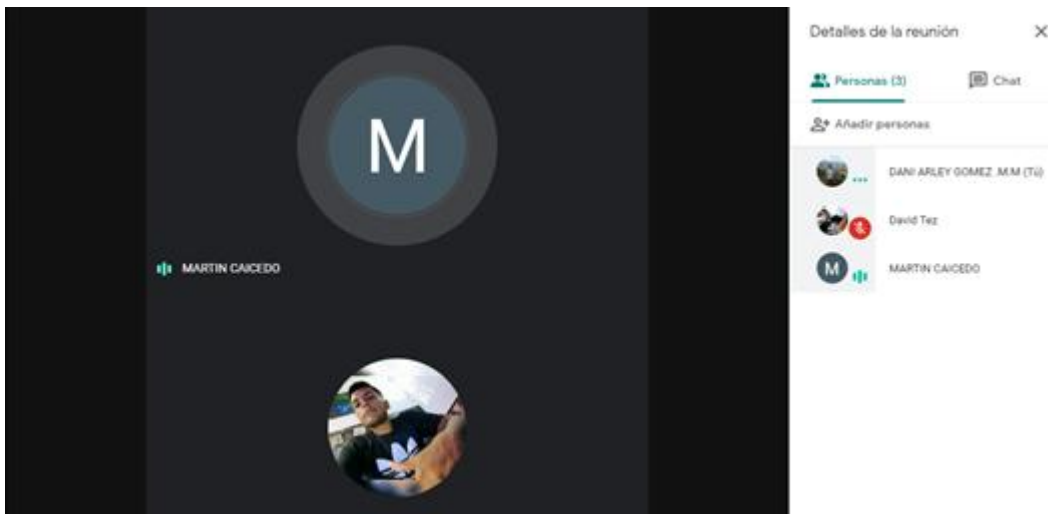 M
MARTIN CAICEDO
Detalles de la reunión
Personas (3)
Chat
Añadir personas
DANI ARLEY GOMEZ .M.M (Tú)
David Tez
M
MARTIN CAICEDO